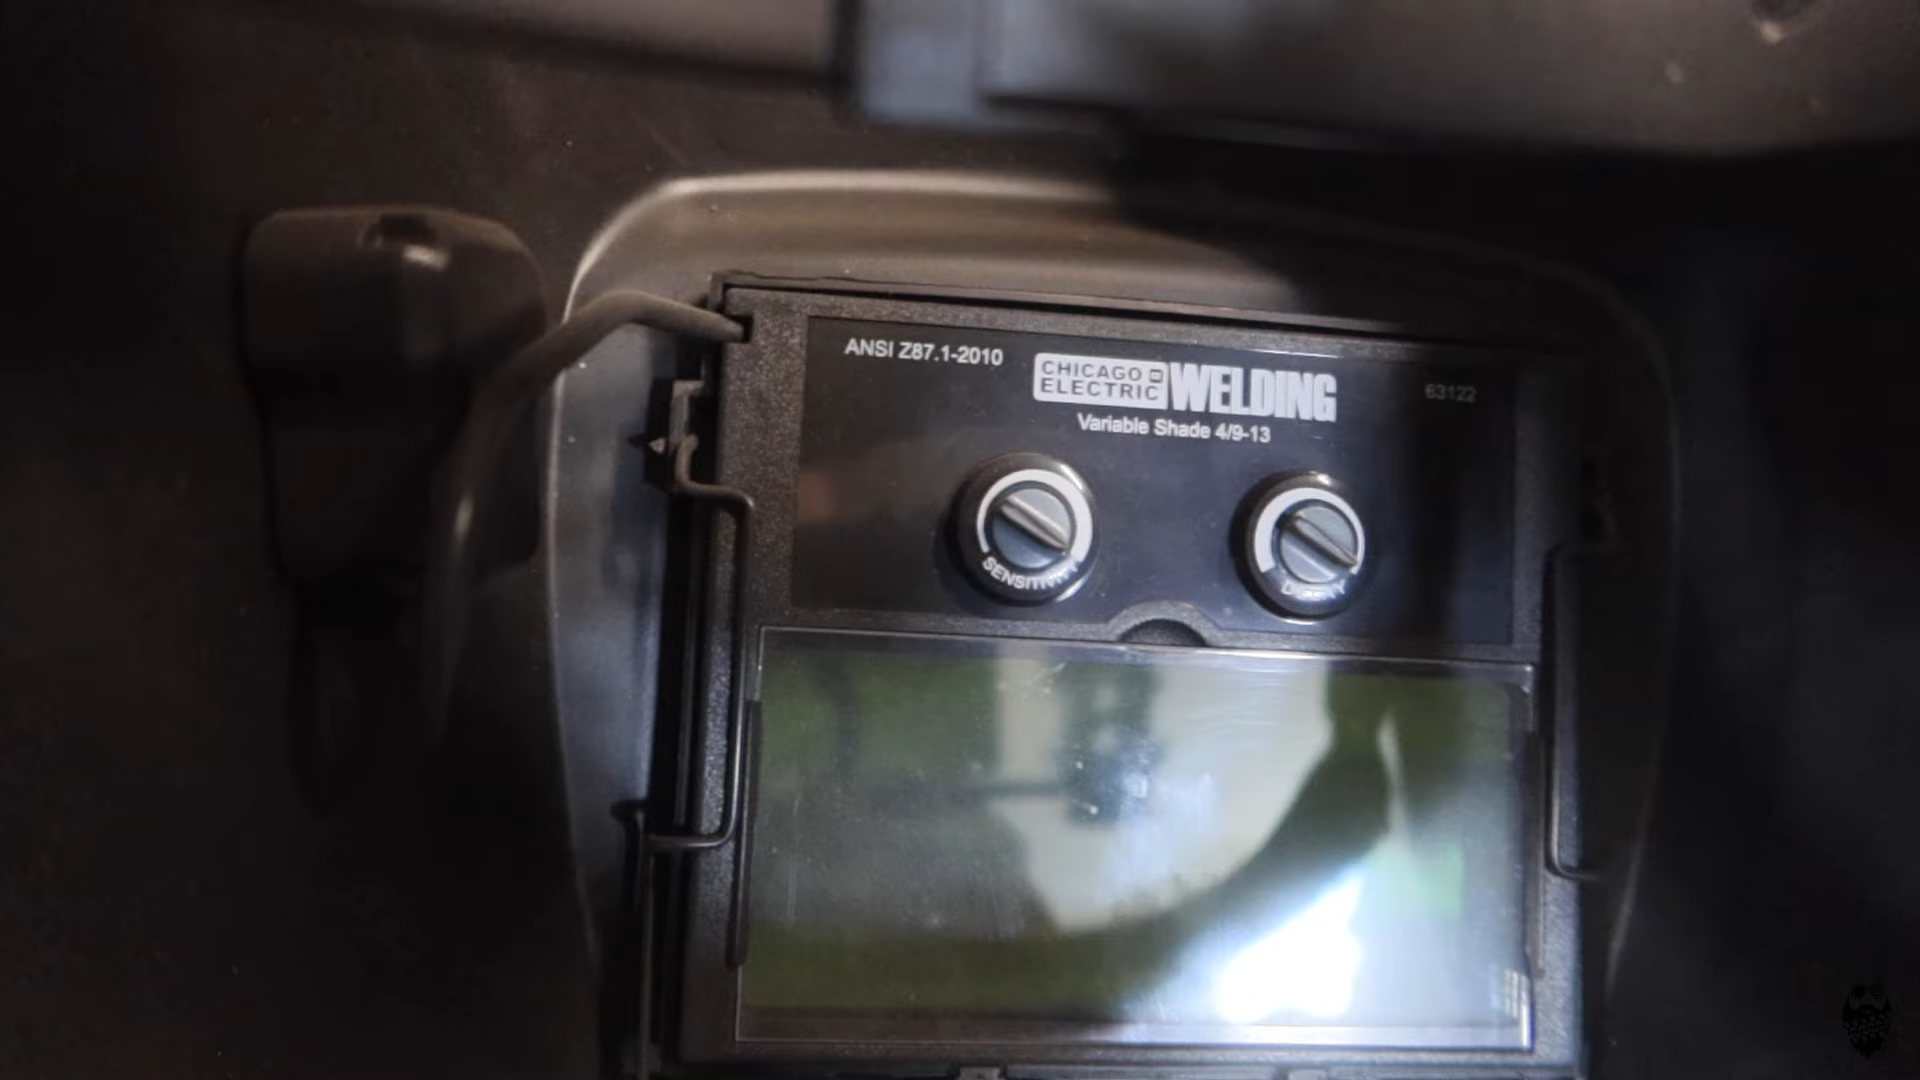 ANSI Z87.1-2010
CHICAGO ELECTRIC WELDING
63122
Variable Shade 4/9-13
SENSITIVITY
DELAY